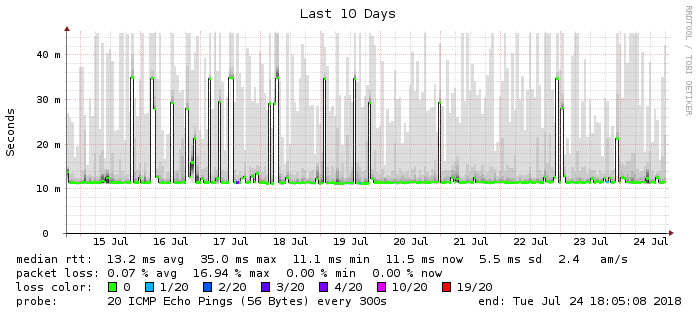 Last 10 Days
RRDTOOL / TOBI OETIKER
Seconds
40 m
30 m
20 m
10 m
0
15 Jul 16 Jul 17 Jul 18 Jul 19 Jul 20 Jul 21 Jul 22 Jul 23 Jul 24 Jul
median rtt: 13.2 ms avg 35.0 ms max 11.1 ms min 11.5 ms now 5.5 ms sd 2.4 am/s
packet loss: 0.07 % avg 16.94 % max 0.00 % min 0.00 % now
loss color: 0 1/20 2/20 3/20 4/20 10/20 19/20
probe: 20 ICMP Echo Pings (56 Bytes) every 300s end: Tue Jul 24 18:05:08 2018